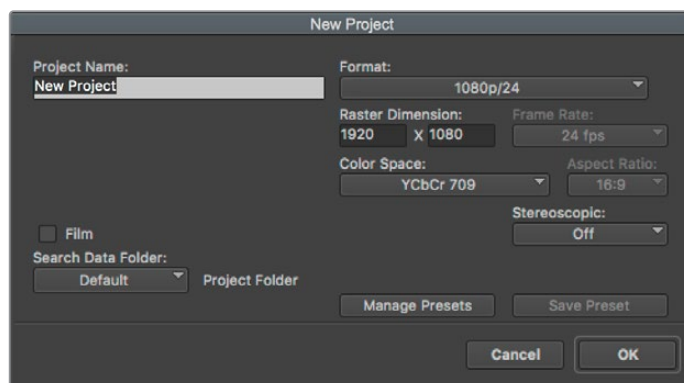 New Project
Project Name:
New Project
Format:
1080p/24
Raster Dimension:
1920 X 1080
Frame Rate:
24 fps
Color Space:
YCbCr 709
Aspect Ratio:
16:9
Stereoscopic:
Off
Film
Search Data Folder:
Default
Project Folder
Manage Presets
Save Preset
Cancel
OK